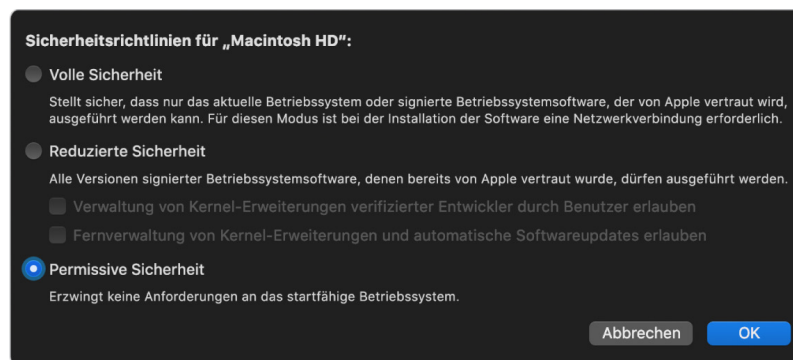 Sicherheitsrichtlinien für „Macintosh HD“:
Volle Sicherheit
Stellt sicher, dass nur das aktuelle Betriebssystem oder signierte Betriebssystemsoftware, der von Apple vertraut wird,
ausgeführt werden kann. Für diesen Modus ist bei der Installation der Software eine Netzwerkverbindung erforderlich.
Reduzierte Sicherheit
Alle Versionen signierter Betriebssystemsoftware, denen bereits von Apple vertraut wurde, dürfen ausgeführt werden.
Verwaltung von Kernel-Erweiterungen verifizierter Entwickler durch Benutzer erlauben
Fernverwaltung von Kernel-Erweiterungen und automatische Softwareupdates erlauben
Permissive Sicherheit
Erzwingt keine Anforderungen an das startfähige Betriebssystem.
Abbrechen OK